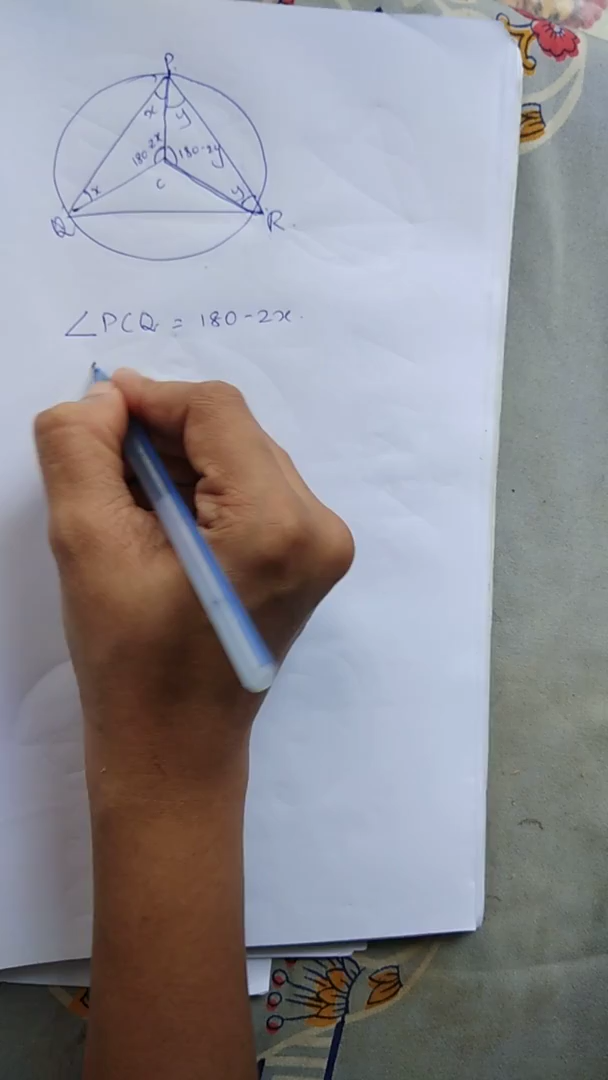 P
x y
180-2x 180-2y
x C y
Q R
∠PCQ = 180-2x.